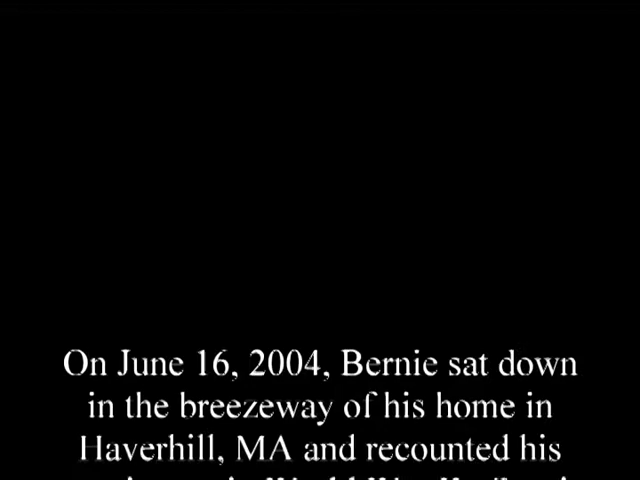 On June 16, 2004, Bernie sat down
in the breezeway of his home in
Haverhill, MA and recounted his